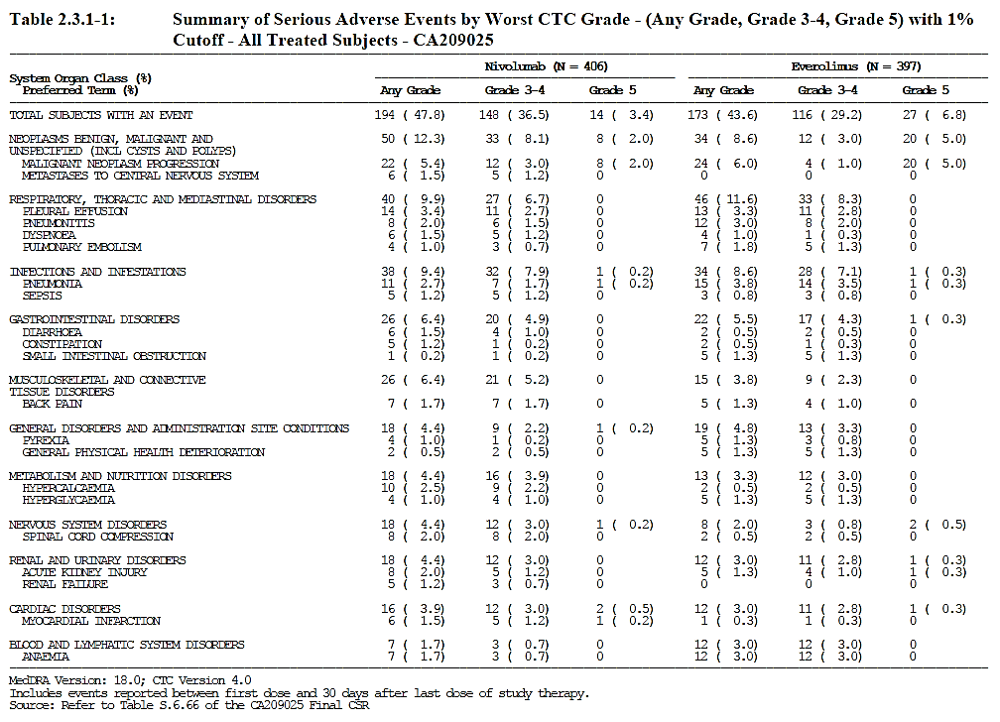 Table 2.3.1-1: Summary of Serious Adverse Events by Worst CTC Grade - (Any Grade, Grade 3-4, Grade 5) with 1%
Cutoff - All Treated Subjects - CA209025
Nivolumab (N = 406) Everolimus (N = 397)
System Organ Class (%)
Preferred Term (%) Any Grade Grade 3-4 Grade 5 Any Grade Grade 3-4 Grade 5
TOTAL SUBJECTS WITH AN EVENT 194 ( 47.8) 148 ( 36.5) 14 ( 3.4) 173 ( 43.6) 116 ( 29.2) 27 ( 6.8)
NEOPLASMS BENIGN, MALIGNANT AND 50 ( 12.3) 33 ( 8.1) 8 ( 2.0) 34 ( 8.6) 12 ( 3.0) 20 ( 5.0)
UNSPECIFIED (INCL CYSTS AND POLYPS)
MALIGNANT NEOPLASM PROGRESSION 22 ( 5.4) 12 ( 3.0) 8 ( 2.0) 24 ( 6.0) 4 ( 1.0) 20 ( 5.0)
METASTASES TO CENTRAL NERVOUS SYSTEM 6 ( 1.5) 5 ( 1.2) 0 0 0 0
RESPIRATORY, THORACIC AND MEDIASTINAL DISORDERS 40 ( 9.9) 27 ( 6.7) 0 46 ( 11.6) 33 ( 8.3) 0
PLEURAL EFFUSION 14 ( 3.4) 11 ( 2.7) 0 13 ( 3.3) 11 ( 2.8) 0
PNEUMONITIS 8 ( 2.0) 6 ( 1.5) 0 12 ( 3.0) 8 ( 2.0) 0
DYSPNOEA 6 ( 1.5) 5 ( 1.2) 0 4 ( 1.0) 1 ( 0.3) 0
PULMONARY EMBOLISM 4 ( 1.0) 3 ( 0.7) 0 7 ( 1.8) 5 ( 1.3) 0
INFECTIONS AND INFESTATIONS 38 ( 9.4) 32 ( 7.9) 1 ( 0.2) 34 ( 8.6) 28 ( 7.1) 1 ( 0.3)
PNEUMONIA 11 ( 2.7) 7 ( 1.7) 1 ( 0.2) 15 ( 3.8) 14 ( 3.5) 1 ( 0.3)
SEPSIS 5 ( 1.2) 5 ( 1.2) 0 3 ( 0.8) 3 ( 0.8) 0
GASTROINTESTINAL DISORDERS 26 ( 6.4) 20 ( 4.9) 0 22 ( 5.5) 17 ( 4.3) 1 ( 0.3)
DIARRHOEA 6 ( 1.5) 4 ( 1.0) 0 2 ( 0.5) 2 ( 0.5) 0
CONSTIPATION 5 ( 1.2) 1 ( 0.2) 0 2 ( 0.5) 1 ( 0.3) 0
SMALL INTESTINAL OBSTRUCTION 1 ( 0.2) 1 ( 0.2) 0 5 ( 1.3) 5 ( 1.3) 0
MUSCULOSKELETAL AND CONNECTIVE 26 ( 6.4) 21 ( 5.2) 0 15 ( 3.8) 9 ( 2.3) 0
TISSUE DISORDERS
BACK PAIN 7 ( 1.7) 7 ( 1.7) 0 5 ( 1.3) 4 ( 1.0) 0
GENERAL DISORDERS AND ADMINISTRATION SITE CONDITIONS 18 ( 4.4) 9 ( 2.2) 1 ( 0.2) 19 ( 4.8) 13 ( 3.3) 0
PYREXIA 4 ( 1.0) 1 ( 0.2) 0 5 ( 1.3) 3 ( 0.8) 0
GENERAL PHYSICAL HEALTH DETERIORATION 2 ( 0.5) 2 ( 0.5) 0 5 ( 1.3) 5 ( 1.3) 0
METABOLISM AND NUTRITION DISORDERS 18 ( 4.4) 16 ( 3.9) 0 13 ( 3.3) 12 ( 3.0) 0
HYPERCALCAEMIA 10 ( 2.5) 9 ( 2.2) 0 2 ( 0.5) 2 ( 0.5) 0
HYPERGLYCAEMIA 4 ( 1.0) 4 ( 1.0) 0 5 ( 1.3) 5 ( 1.3) 0
NERVOUS SYSTEM DISORDERS 18 ( 4.4) 12 ( 3.0) 1 ( 0.2) 8 ( 2.0) 3 ( 0.8) 2 ( 0.5)
SPINAL CORD COMPRESSION 8 ( 2.0) 8 ( 2.0) 0 2 ( 0.5) 2 ( 0.5) 0
RENAL AND URINARY DISORDERS 18 ( 4.4) 12 ( 3.0) 0 12 ( 3.0) 11 ( 2.8) 1 ( 0.3)
ACUTE KIDNEY INJURY 8 ( 2.0) 5 ( 1.2) 0 5 ( 1.3) 4 ( 1.0) 1 ( 0.3)
RENAL FAILURE 5 ( 1.2) 3 ( 0.7) 0 0 0 0
CARDIAC DISORDERS 16 ( 3.9) 12 ( 3.0) 2 ( 0.5) 12 ( 3.0) 11 ( 2.8) 1 ( 0.3)
MYOCARDIAL INFARCTION 6 ( 1.5) 5 ( 1.2) 1 ( 0.2) 1 ( 0.3) 1 ( 0.3) 0
BLOOD AND LYMPHATIC SYSTEM DISORDERS 7 ( 1.7) 3 ( 0.7) 0 12 ( 3.0) 12 ( 3.0) 0
ANAEMIA 7 ( 1.7) 3 ( 0.7) 0 12 ( 3.0) 12 ( 3.0) 0
MedDRA Version: 18.0; CTC Version 4.0
Includes events reported between first dose and 30 days after last dose of study therapy.
Source: Refer to Table S.6.66 of the CA209025 Final CSR